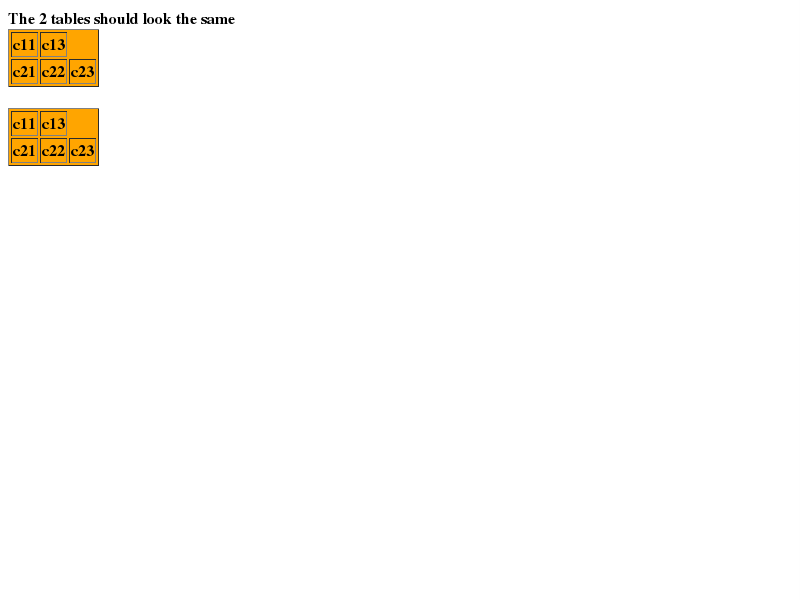 The 2 tables should look the same
c11 c13
c21 c22 c23
c11 c13
c21 c22 c23